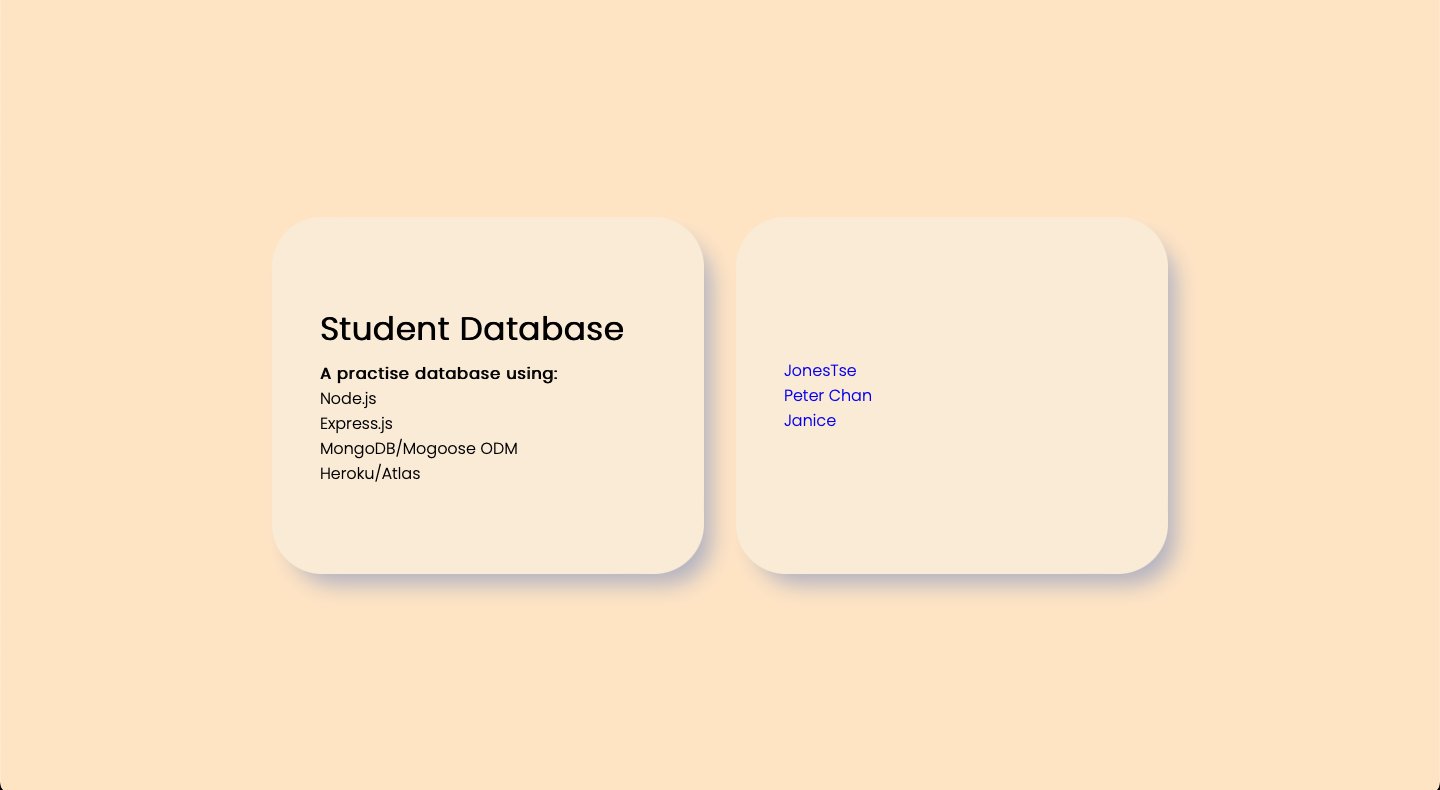 Student Database
A practise database using:
Node.js
Express.js
MongoDB/Mogoose ODM
Heroku/Atlas
JonesTse
Peter Chan
Janice